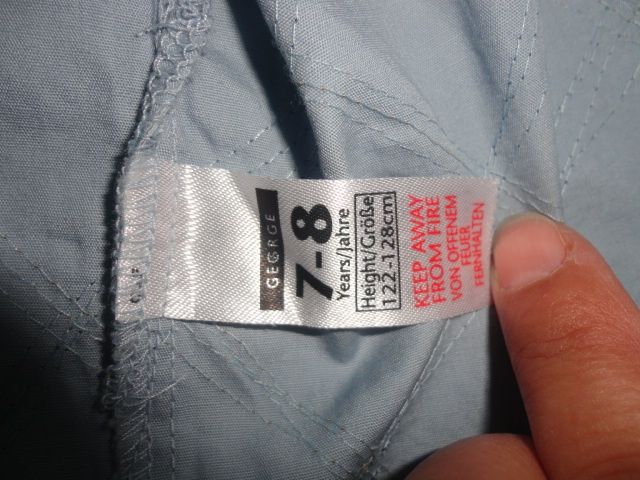 GEORGE
7-8
Years/Jahre
Height/Größe
122-128cm
KEEP AWAY
FROM FIRE
VON OFFENEM
FEUER
FERNHALTEN